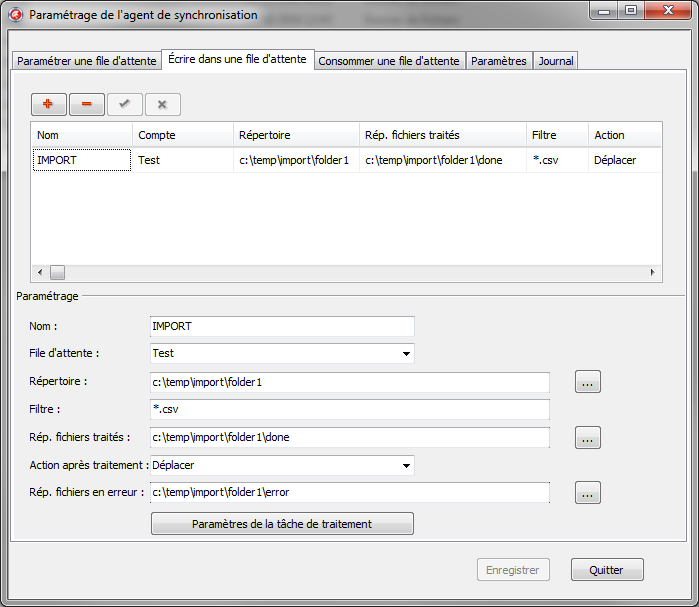 Paramétrage de l'agent de synchronisation
Paramétrer une file d'attente Écrire dans une file d'attente Consommer une file d'attente Paramètres Journal
Nom Compte Répertoire Rép. fichiers traités Filtre Action
IMPORT Test c:\temp\import\folder1 c:\temp\import\folder1\done *.csv Déplacer
Paramétrage
Nom : IMPORT
File d'attente : Test
Répertoire : c:\temp\import\folder1 ...
Filtre : *.csv
Rép. fichiers traités : c:\temp\import\folder1\done ...
Action après traitement : Déplacer
Rép. fichiers en erreur : c:\temp\import\folder1\error ...
Paramètres de la tâche de traitement
Enregistrer Quitter